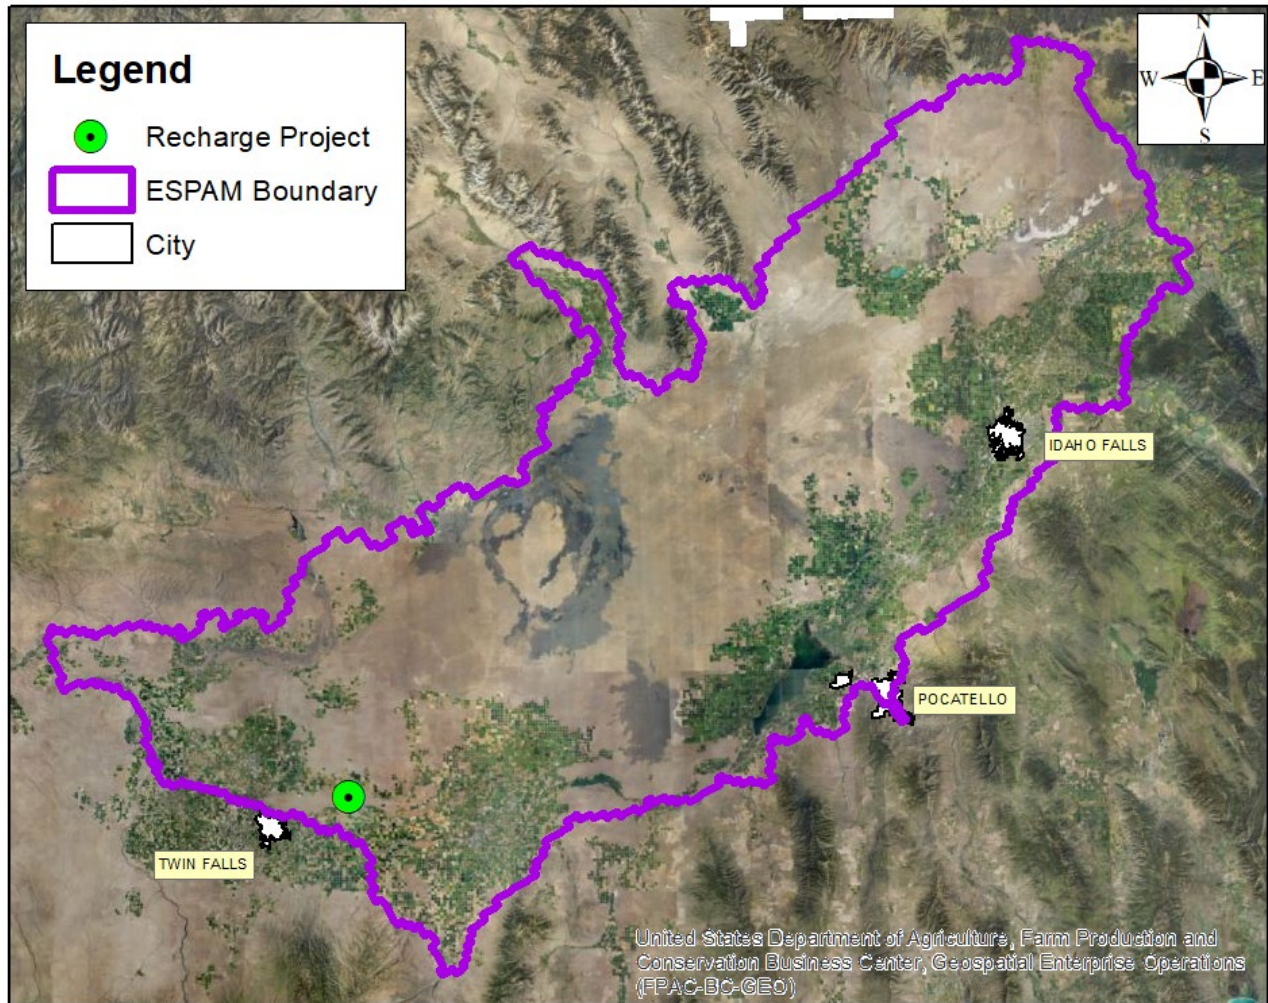 Legend
Recharge Project
ESPAM Boundary
City
N
W E
S
IDAHO FALLS
POCATELLO
TWIN FALLS
United States Department of Agriculture, Farm Production and
Conservation Business Center, Geospatial Enterprise Operations
(FPAC-BC-GEO)